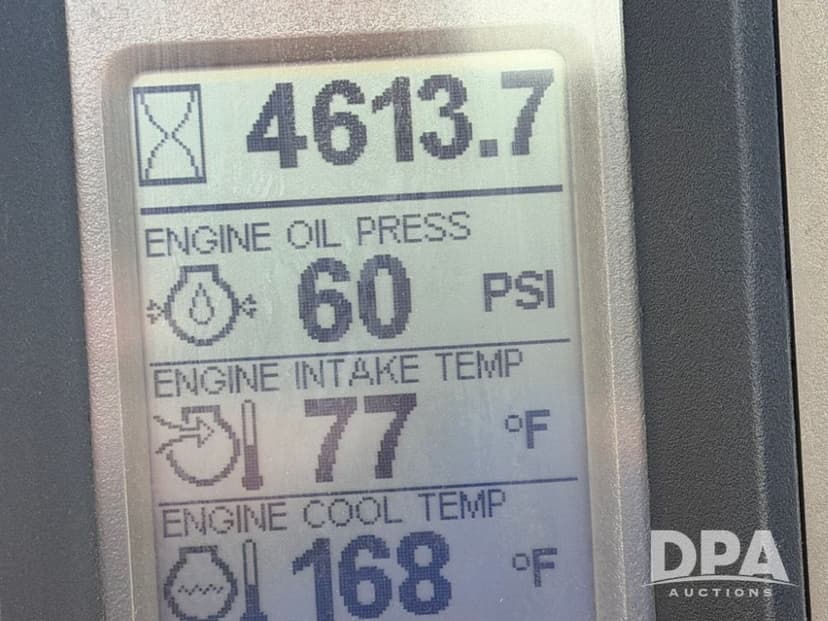 4613.7
ENGINE OIL PRESS
60 PSI
ENGINE INTAKE TEMP
77 °F
ENGINE COOL TEMP
168 °F
DPA
AUCTIONS